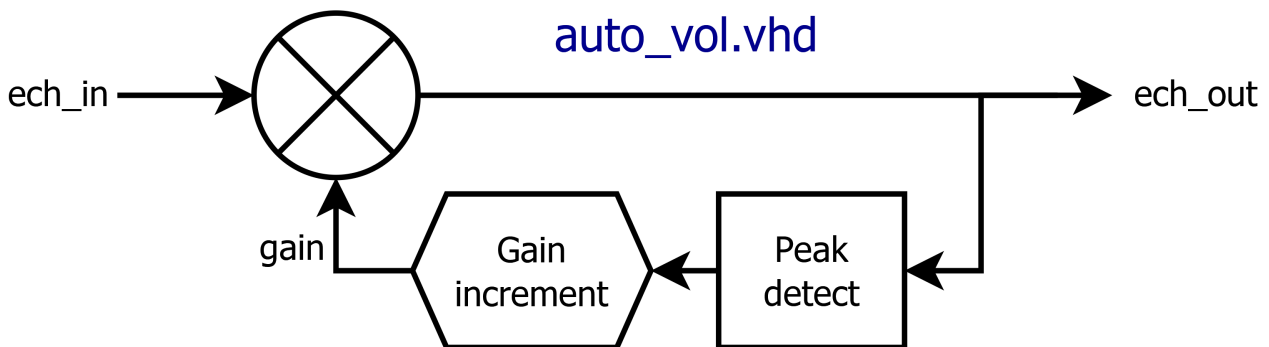 auto_vol.vhd
ech_in
ech_out
gain
Gain
increment
Peak
detect